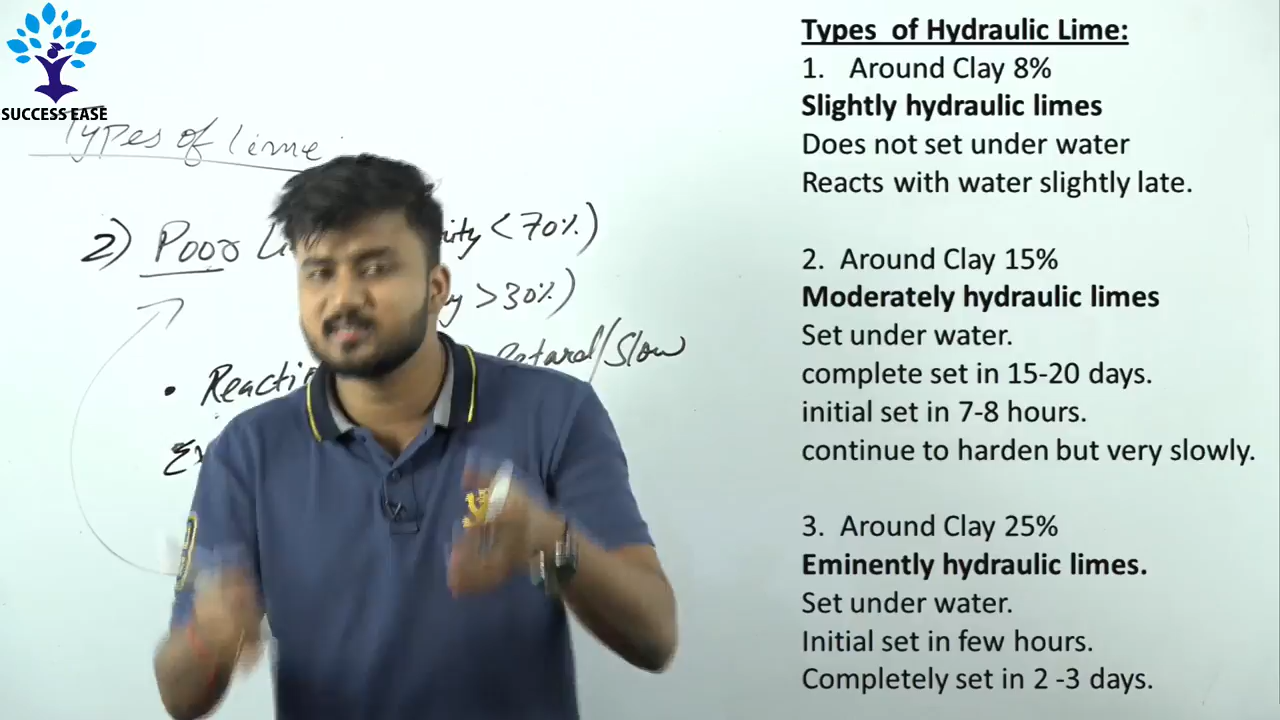 SUCCESS EASE
Types of lime
2) Poor
< 70%)
> 30%)
• Reacti
Retard/Slow
Types of Hydraulic Lime:
1. Around Clay 8%
Slightly hydraulic limes
Does not set under water
Reacts with water slightly late.
2. Around Clay 15%
Moderately hydraulic limes
Set under water.
complete set in 15-20 days.
initial set in 7-8 hours.
continue to harden but very slowly.
3. Around Clay 25%
Eminently hydraulic limes.
Set under water.
Initial set in few hours.
Completely set in 2 -3 days.